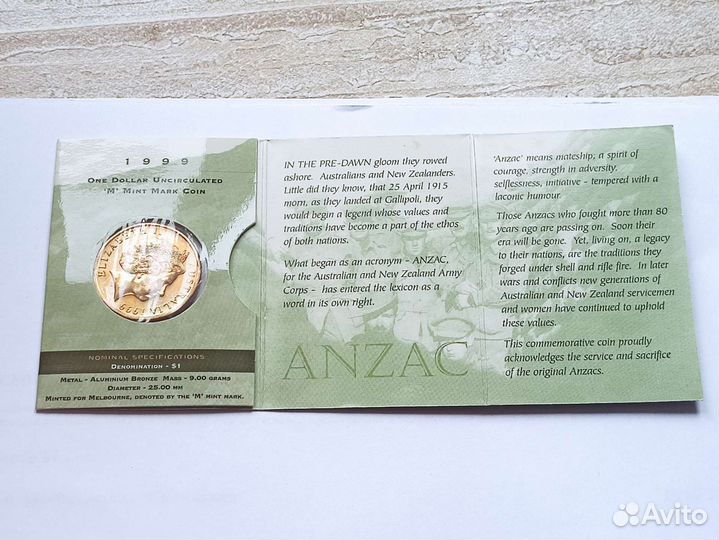 1999
ONE DOLLAR UNCIRCULATED
'M' MINT MARK COIN
ELIZABETH II AUSTRALIA 1999
NOMINAL SPECIFICATIONS
DENOMINATION - $1
METAL - ALUMINIUM BRONZE MASS - 9.00 GRAMS
DIAMETER - 25.00 MM
MINTED FOR MELBOURNE, DENOTED BY THE 'M' MINT MARK.
IN THE PRE-DAWN gloom they rowed
ashore. Australians and New Zealanders.
Little did they know, that 25 April 1915
morn, as they landed at Gallipoli, they
would begin a legend whose values and
traditions have become a part of the ethos
of both nations.
What began as an acronym - ANZAC,
for the Australian and New Zealand Army
Corps - has entered the lexicon as a
word in its own right.
ANZAC
'Anzac' means mateship, a spirit of
courage, strength in adversity,
selflessness, initiative - tempered with a
laconic humour.
Those Anzacs who fought more than 80
years ago are passing on. Soon their
era will be gone. Yet, living on, a legacy
to their nations, are the traditions they
forged under shell and rifle fire. In later
wars and conflicts new generations of
Australian and New Zealand servicemen
and women have continued to uphold
these values.
This commemorative coin proudly
acknowledges the service and sacrifice
of the original Anzacs.
Avito